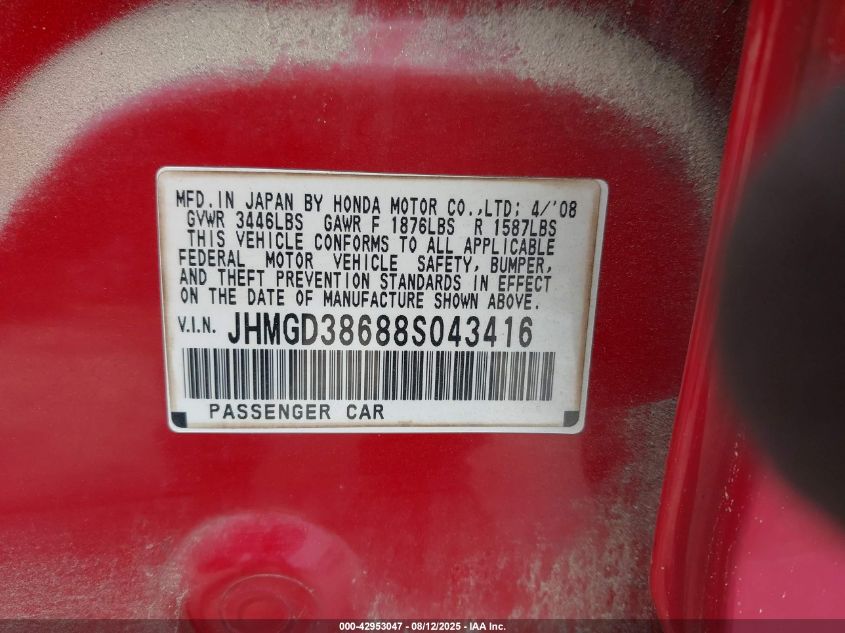 MFD.IN JAPAN BY HONDA MOTOR CO.,LTD; 4/'08
GVWR 3446LBS GAWR F 1876LBS R 1587LBS
THIS VEHICLE CONFORMS TO ALL APPLICABLE
FEDERAL MOTOR VEHICLE SAFETY, BUMPER,
AND THEFT PREVENTION STANDARDS IN EFFECT
ON THE DATE OF MANUFACTURE SHOWN ABOVE.
V.I.N. JHMGD38688S043416
PASSENGER CAR
000-42953047 - 08/12/2025 - IAA Inc.